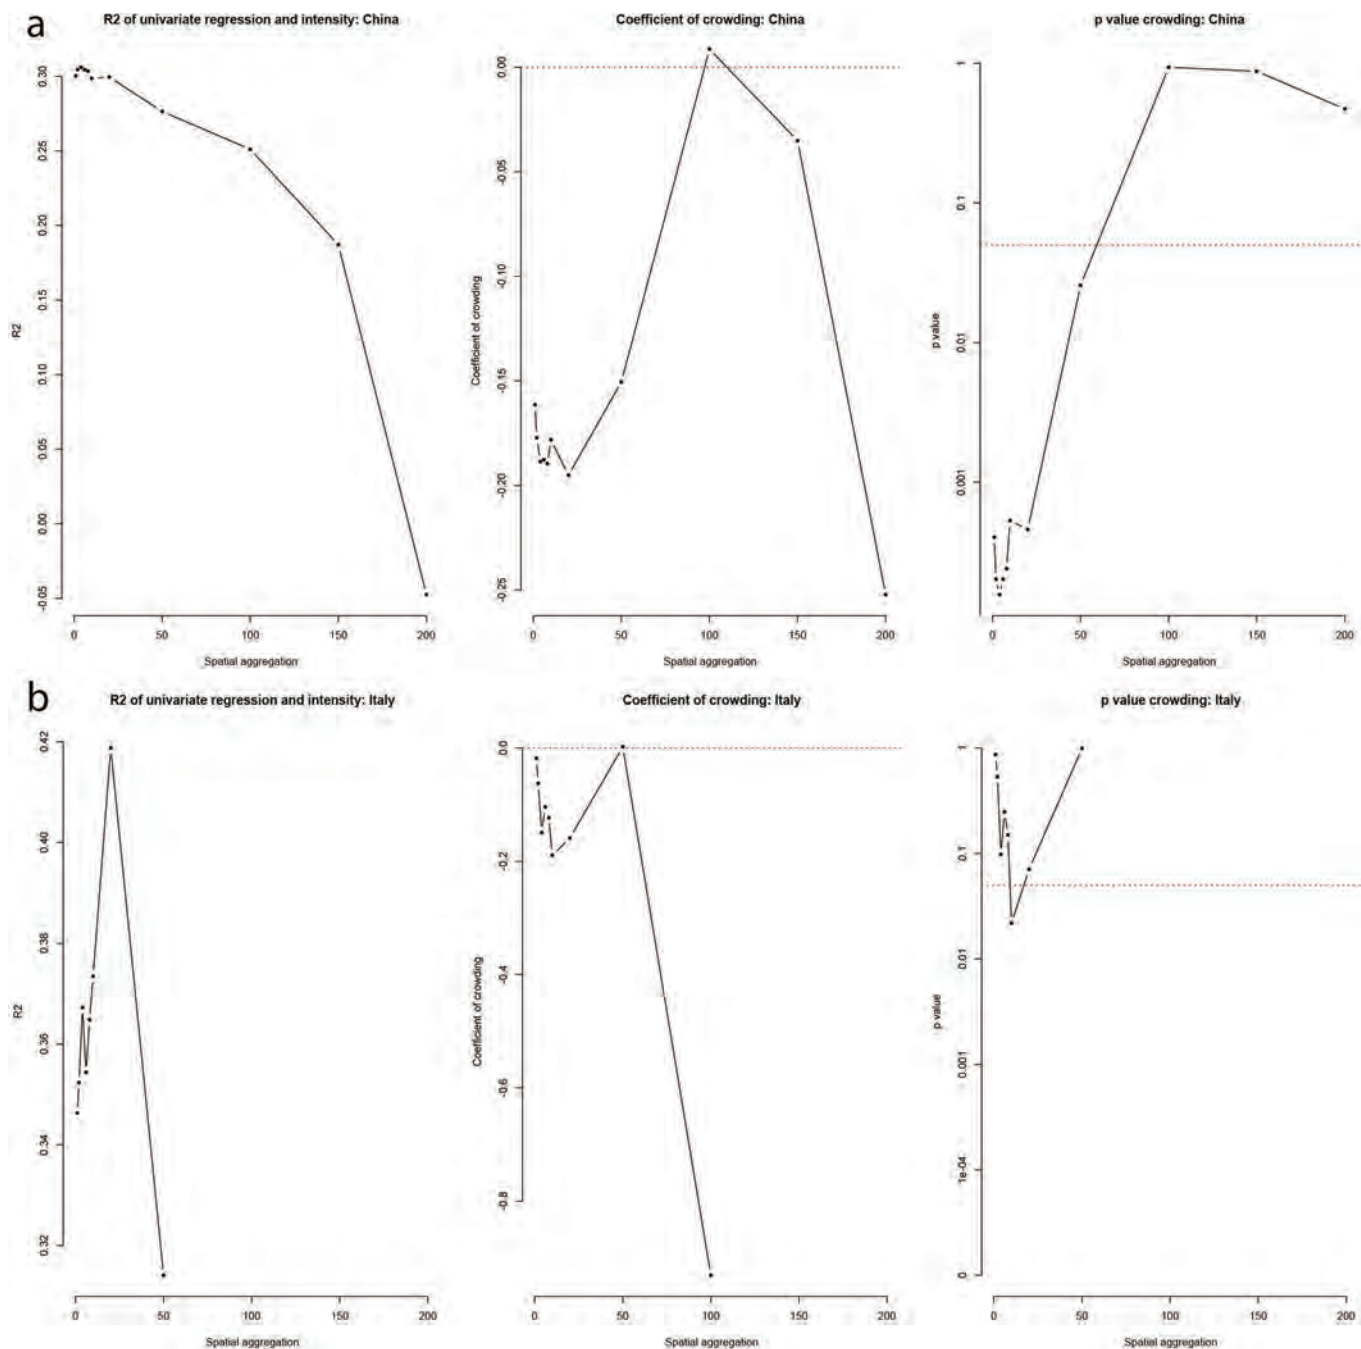 a
R2 of univariate regression and intensity: China
R2
0.30
0.25
0.20
0.15
0.10
0.05
0.00
-0.05
0 50 100 150 200
Spatial aggregation
Coefficient of crowding: China
Coefficient of crowding
0.00
-0.05
-0.10
-0.15
-0.20
-0.25
0 50 100 150 200
Spatial aggregation
p value crowding: China
p value
1
0.1
0.01
0.001
0 50 100 150 200
Spatial aggregation
b
R2 of univariate regression and intensity: Italy
R2
0.42
0.40
0.38
0.36
0.34
0.32
0 50 100 150 200
Spatial aggregation
Coefficient of crowding: Italy
Coefficient of crowding
0.0
-0.2
-0.4
-0.6
-0.8
0 50 100 150 200
Spatial aggregation
p value crowding: Italy
p value
1
0.1
0.01
0.001
1e-04
0
0 50 100 150 200
Spatial aggregation